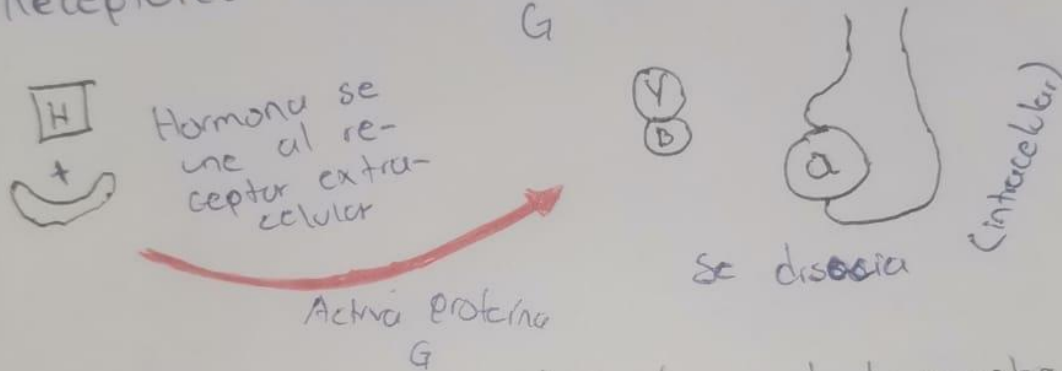 G
H
+
Hormona se
une al re-
ceptor extra-
celular
Activa proteína
G
γ
B
a
se disocia
(intracelular)